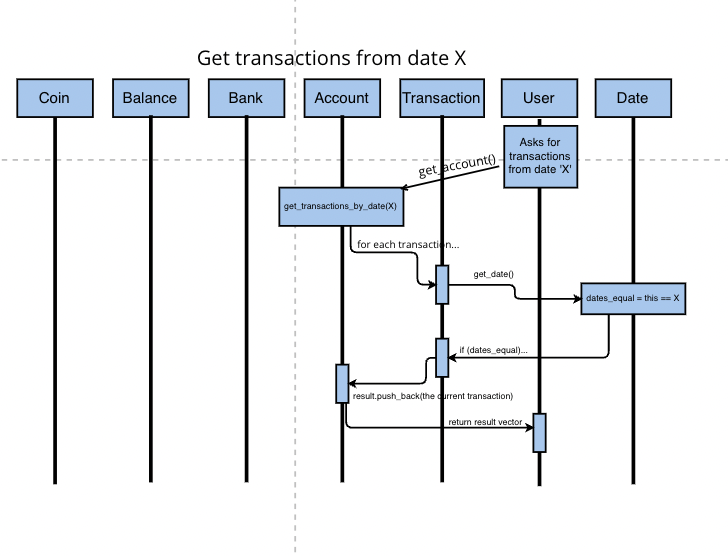 Get transactions from date X
Coin
Balance
Bank
Account
Transaction
User
Date
Asks for
transactions
from date 'X'
get_account()
get_transactions_by_date(X)
for each transaction...
get_date()
dates_equal = this == X
if (dates_equal)...
result.push_back(the current transaction)
return result vector